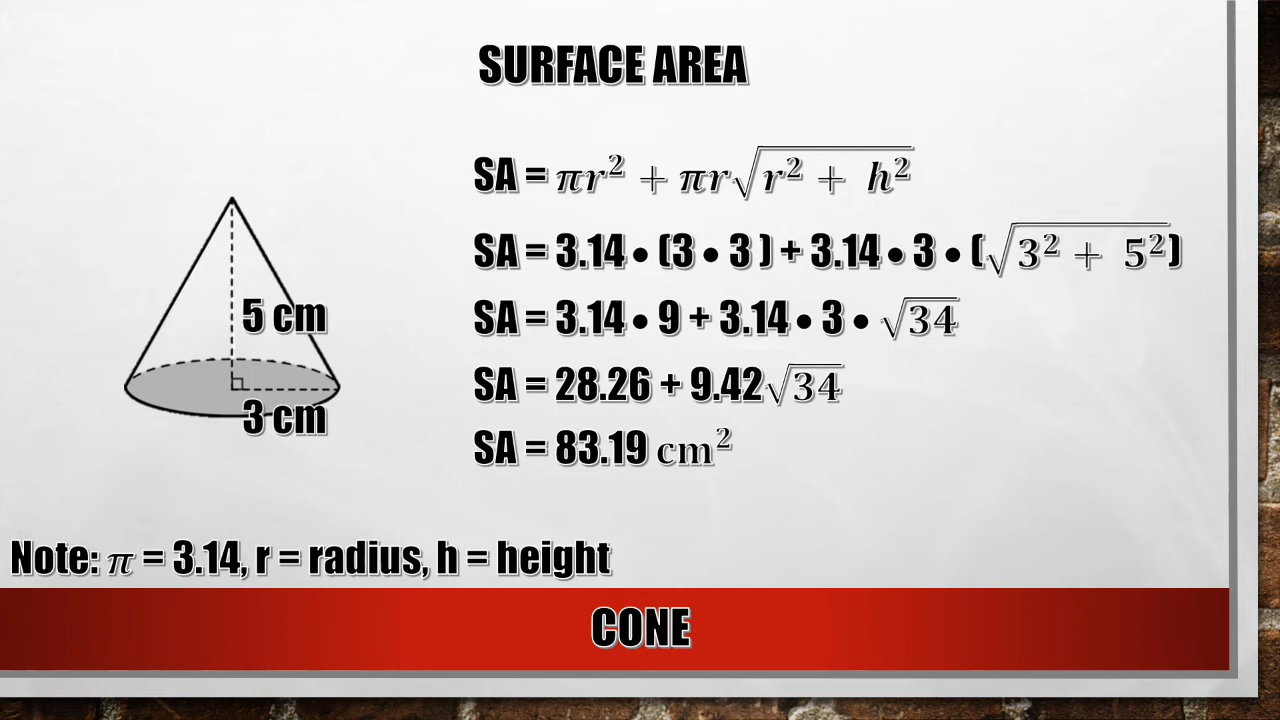 SURFACE AREA
SA = πr² + πr√(r² + h²)
SA = 3.14 • (3 • 3 ) + 3.14 • 3 • (√(3² + 5²))
SA = 3.14 • 9 + 3.14 • 3 • √34
SA = 28.26 + 9.42√34
SA = 83.19 cm²
5 cm
3 cm
Note: π = 3.14, r = radius, h = height
CONE